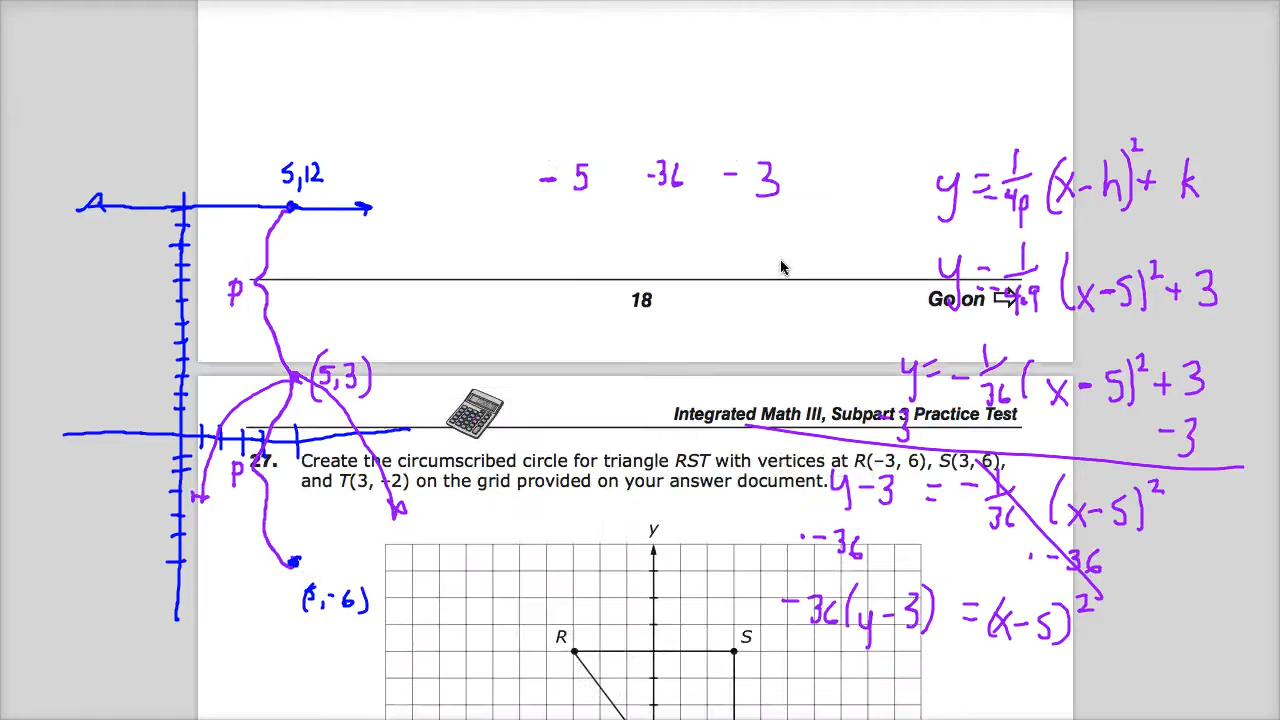 5,12
- 5 -36 - 3
y = 1/4p (x-h)² + k
p
y = -1/4.9 (x-5)² + 3
18
Go on
(5,3)
y = -1/36 (x-5)² + 3
-3 -3
Integrated Math III, Subpart 3 Practice Test
27. Create the circumscribed circle for triangle RST with vertices at R(−3, 6), S(3, 6),
and T(3, −2) on the grid provided on your answer document.
p
y-3 = -1/36 (x-5)²
·-36 ·-36
y
(5,-6)
-36(y-3) = (x-5)²
R S